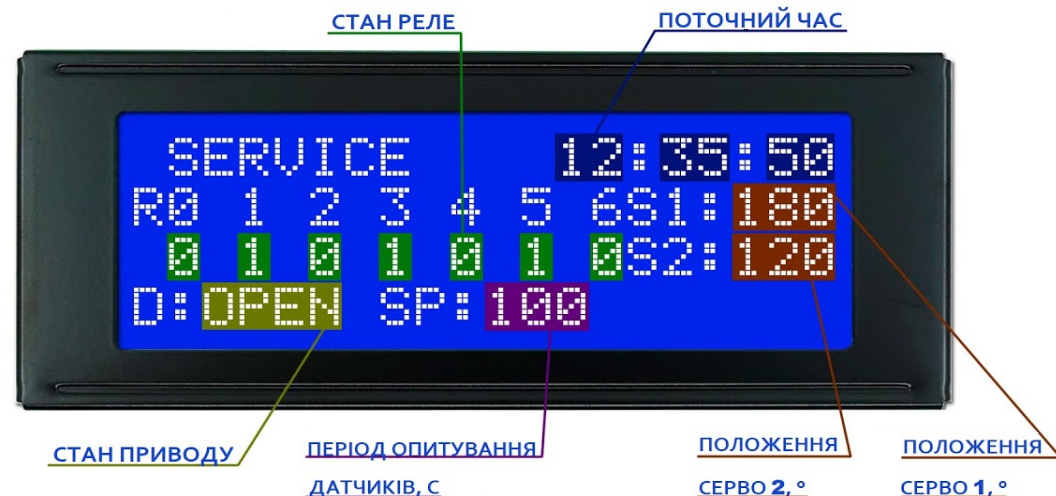 СТАН РЕЛЕ
ПОТОЧНИЙ ЧАС
SERVICE 12:35:50
R0 1 2 3 4 5 6S1:180
0 1 0 1 0 1 0S2:120
D:OPEN SP:100
СТАН ПРИВОДУ
ПЕРІОД ОПИТУВАННЯ
ДАТЧИКІВ, С
ПОЛОЖЕННЯ
СЕРВО 2, °
ПОЛОЖЕННЯ
СЕРВО 1, °